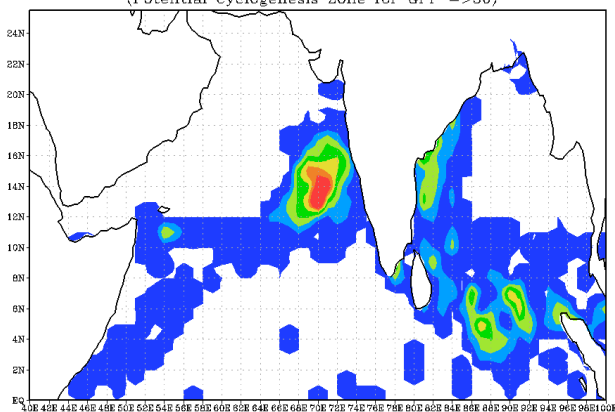 (Potential Cyclogenesis Zone for GPP =>30)
24N
22N
20N
18N
16N
14N
12N
10N
8N
6N
4N
2N
EQ
40E 42E 44E 46E 48E 50E 52E 54E 56E 58E 60E 62E 64E 66E 68E 70E 72E 74E 76E 78E 80E 82E 84E 86E 88E 90E 92E 94E 96E 98E 100E